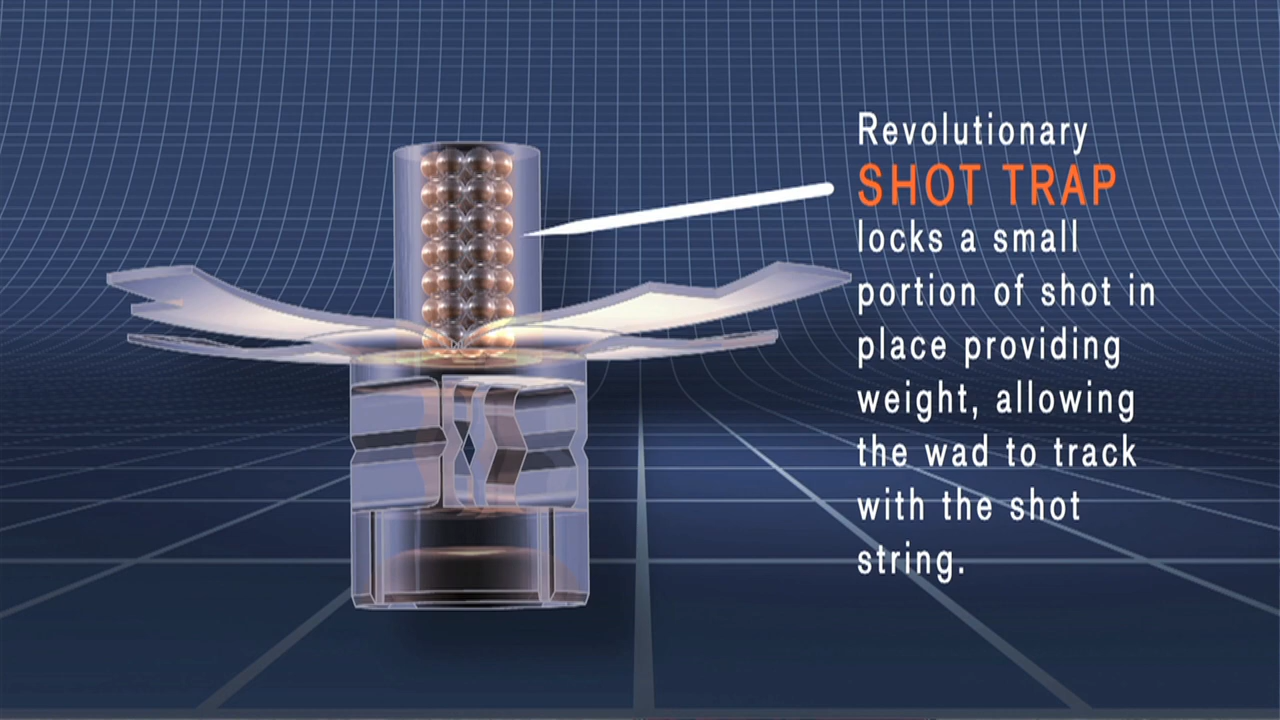 Revolutionary
SHOT TRAP
locks a small
portion of shot in
place providing
weight, allowing
the wad to track
with the shot
string.